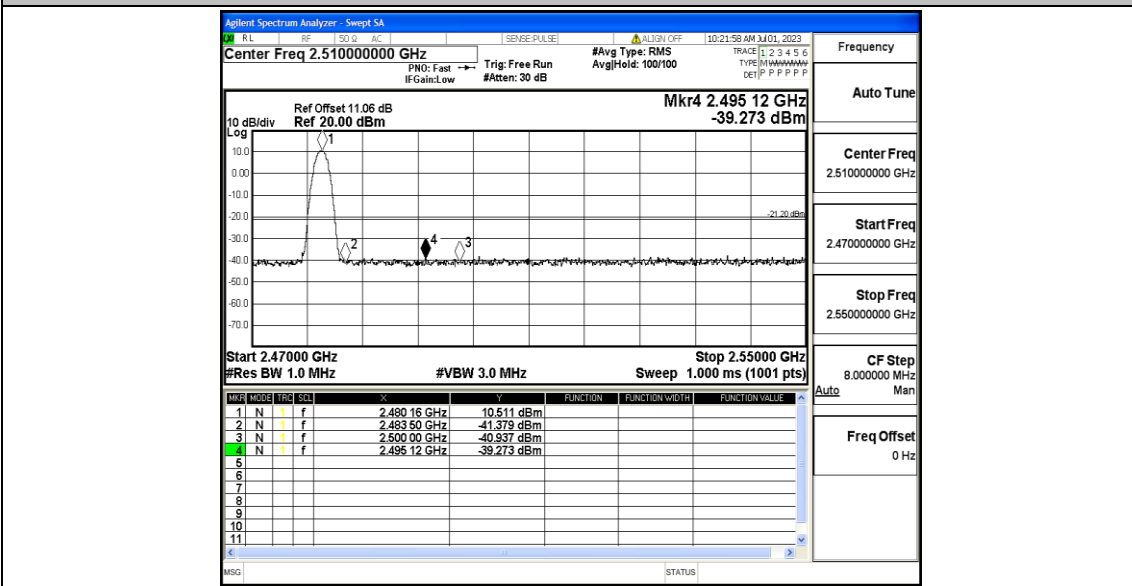 Agilent Spectrum Analyzer - Swept SA
RL RF 50 Ω AC SENSE:PULSE ALIGN OFF 10:21:58 AM Jul 01, 2023
Center Freq 2.510000000 GHz
PNO: Fast
IFGain:Low
Trig: Free Run
#Atten: 30 dB
#Avg Type: RMS
Avg|Hold: 100/100
TRACE 1 2 3 4 5 6
TYPE M
DET P P P P P P
Frequency
Mkr4 2.495 12 GHz
-39.273 dBm
Ref Offset 11.06 dB
10 dB/div Ref 20.00 dBm
Log
10.0
0.00
-10.0
-20.0
-30.0
-40.0
-50.0
-60.0
-70.0
1
2
4
3
-21.20 dBm
Start 2.47000 GHz Stop 2.55000 GHz
#Res BW 1.0 MHz #VBW 3.0 MHz Sweep 1.000 ms (1001 pts)
MKR MODE TRC SCL X Y FUNCTION FUNCTION WIDTH FUNCTION VALUE
1 N 1 f 2.480 16 GHz 10.511 dBm
2 N 1 f 2.483 50 GHz -41.379 dBm
3 N 1 f 2.500 00 GHz -40.937 dBm
4 N 1 f 2.495 12 GHz -39.273 dBm
5
6
7
8
9
10
11
MSG STATUS
Auto Tune
Center Freq
2.510000000 GHz
Start Freq
2.470000000 GHz
Stop Freq
2.550000000 GHz
CF Step
8.000000 MHz
Auto Man
Freq Offset
0 Hz